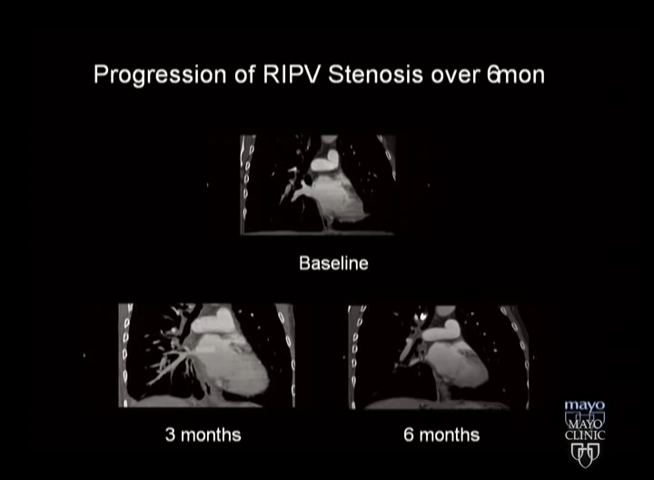 Progression of RIPV Stenosis over 6mon
Baseline
3 months
6 months
mayo
MAYO
CLINIC